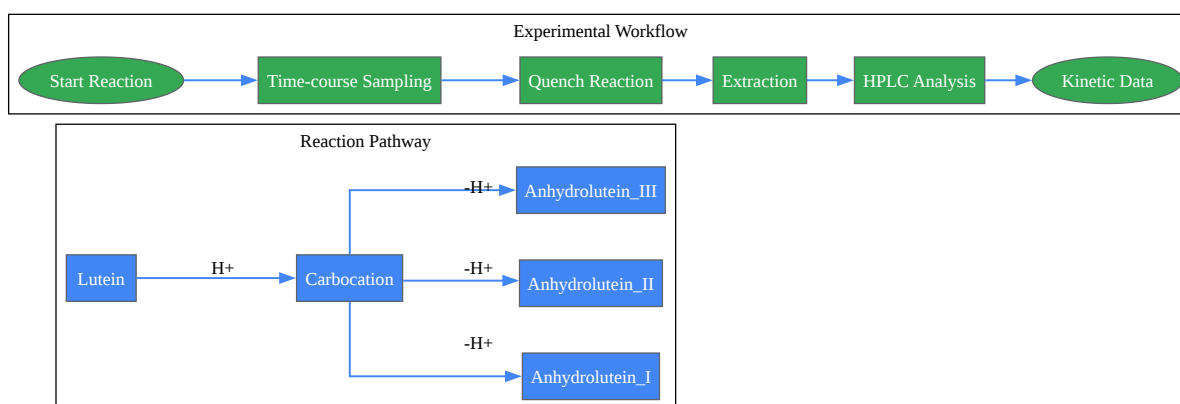 Experimental Workflow
Start Reaction
Time-course Sampling
Quench Reaction
Extraction
HPLC Analysis
Kinetic Data
Reaction Pathway
-H+
Anhydrolutein_III
Lutein
H+
Carbocation
-H+
Anhydrolutein_II
-H+
Anhydrolutein_I